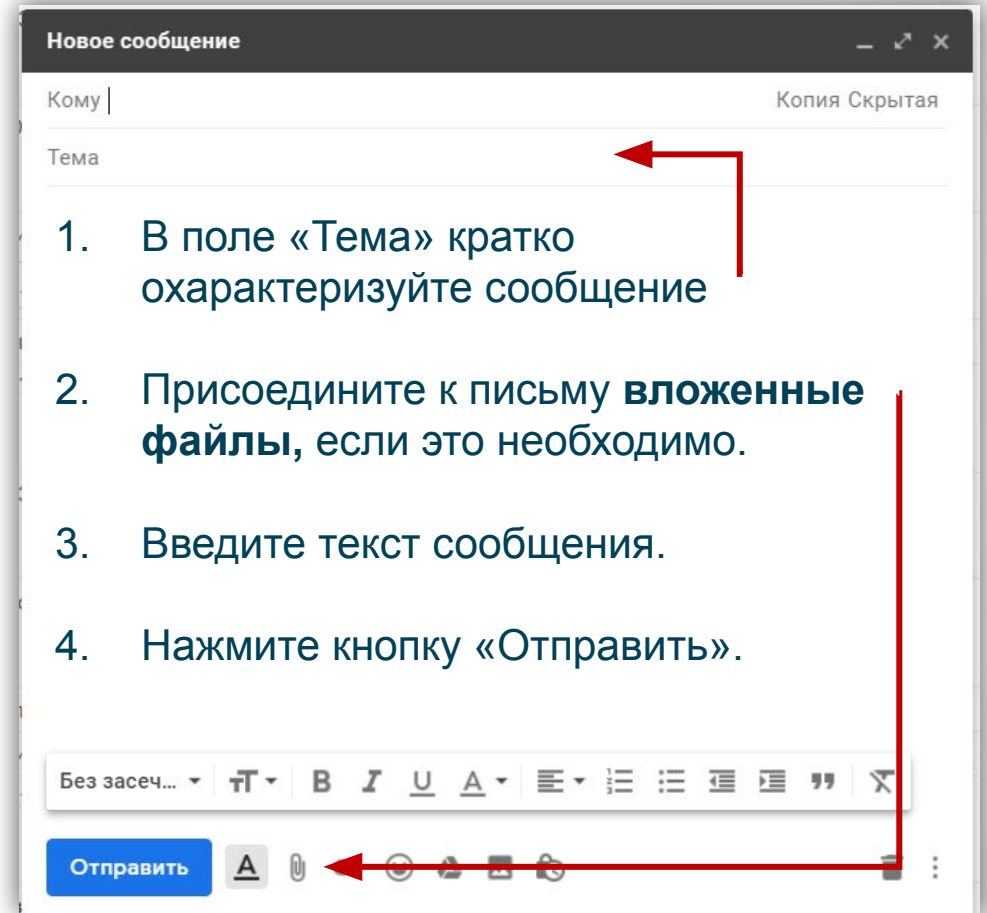 Новое сообщение
Кому
Копия Скрытая
Тема
1. В поле «Тема» кратко
охарактеризуйте сообщение
2. Присоедините к письму вложенные
файлы, если это необходимо.
3. Введите текст сообщения.
4. Нажмите кнопку «Отправить».
Без засеч...
Отправить